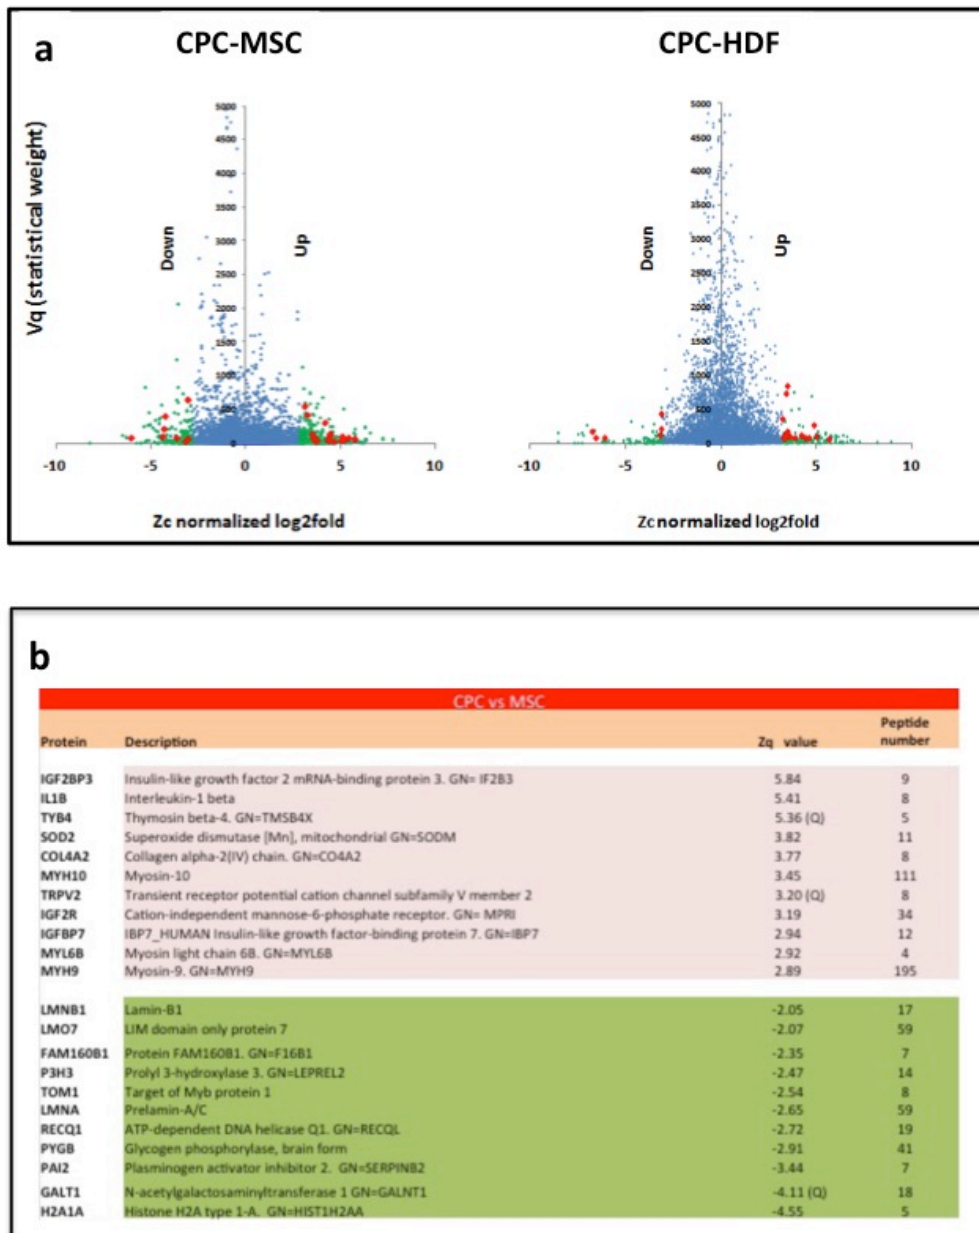 a
CPC-MSC
CPC-HDF
Vq (statistical weight)
5000
4500
4000
3500
3000
2500
2000
1500
1000
500
0
Down
Up
-10 -5 0 5 10
Zc normalized log2fold
5000
4500
4000
3500
3000
2500
2000
1500
1000
500
0
Down
Up
-10 -5 0 5 10
Zc normalized log2fold
b
CPC vs MSC
Protein Description Zq value Peptide number
IGF2BP3 Insulin-like growth factor 2 mRNA-binding protein 3. GN= IF2B3 5.84 9
IL1B Interleukin-1 beta 5.41 8
TYB4 Thymosin beta-4. GN=TMSB4X 5.36 (Q) 5
SOD2 Superoxide dismutase [Mn], mitochondrial GN=SODM 3.82 11
COL4A2 Collagen alpha-2(IV) chain. GN=CO4A2 3.77 8
MYH10 Myosin-10 3.45 111
TRPV2 Transient receptor potential cation channel subfamily V member 2 3.20 (Q) 8
IGF2R Cation-independent mannose-6-phosphate receptor. GN= MPRI 3.19 34
IGFBP7 IBP7_HUMAN Insulin-like growth factor-binding protein 7. GN=IBP7 2.94 12
MYL6B Myosin light chain 6B. GN=MYL6B 2.92 4
MYH9 Myosin-9. GN=MYH9 2.89 195
LMNB1 Lamin-B1 -2.05 17
LMO7 LIM domain only protein 7 -2.07 59
FAM160B1 Protein FAM160B1. GN=F16B1 -2.35 7
P3H3 Prolyl 3-hydroxylase 3. GN=LEPREL2 -2.47 14
TOM1 Target of Myb protein 1 -2.54 8
LMNA Prelamin-A/C -2.65 59
RECQ1 ATP-dependent DNA helicase Q1. GN=RECQL -2.72 19
PYGB Glycogen phosphorylase, brain form -2.91 41
PAI2 Plasminogen activator inhibitor 2. GN=SERPINB2 -3.44 7
GALT1 N-acetylgalactosaminyltransferase 1 GN=GALNT1 -4.11 (Q) 18
H2A1A Histone H2A type 1-A. GN=HIST1H2AA -4.55 5